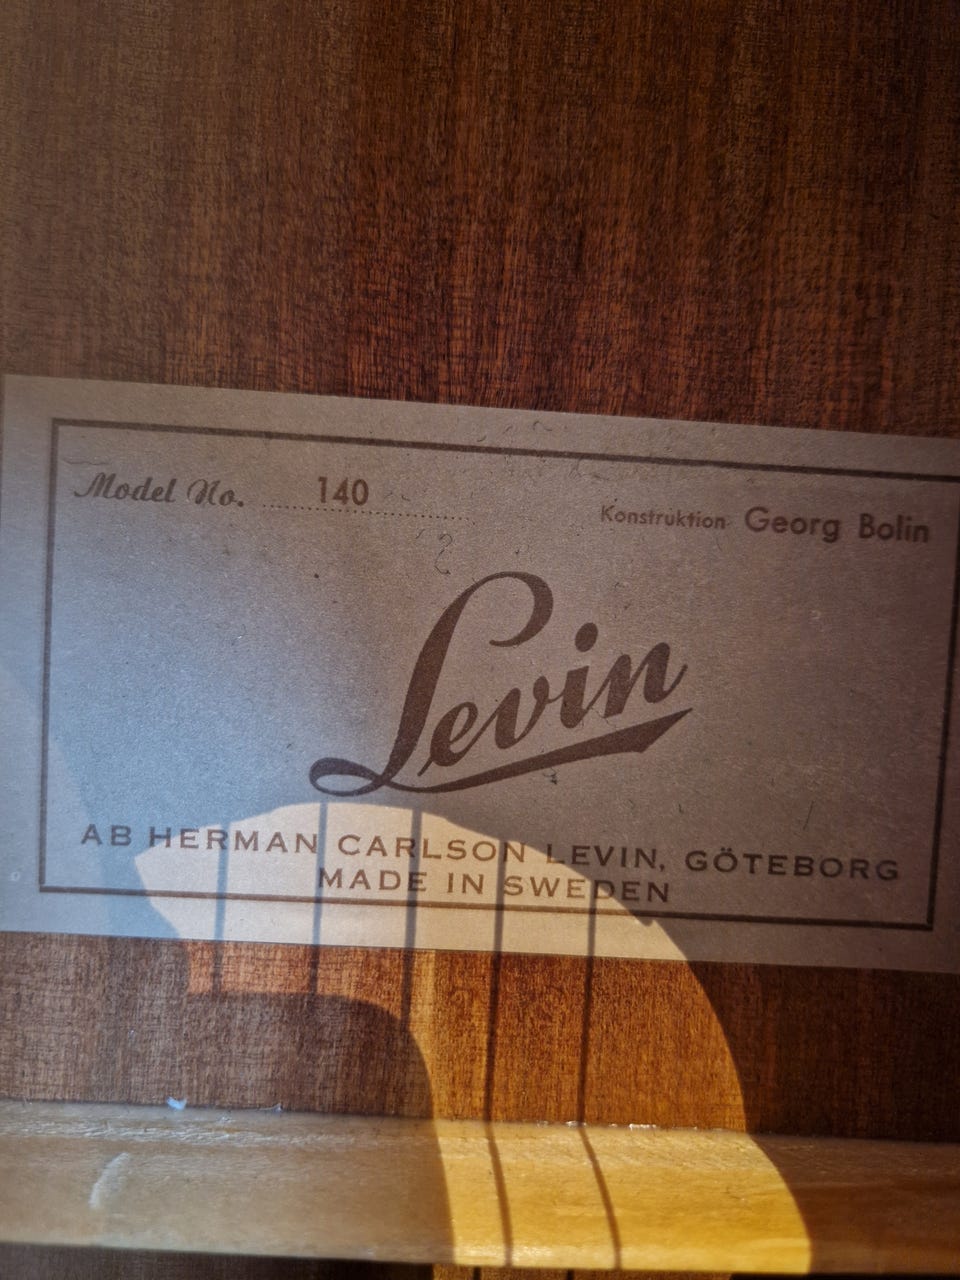 Model No. 140
Konstruktion Georg Bolin
Levin
AB HERMAN CARLSON LEVIN, GÖTEBORG
MADE IN SWEDEN